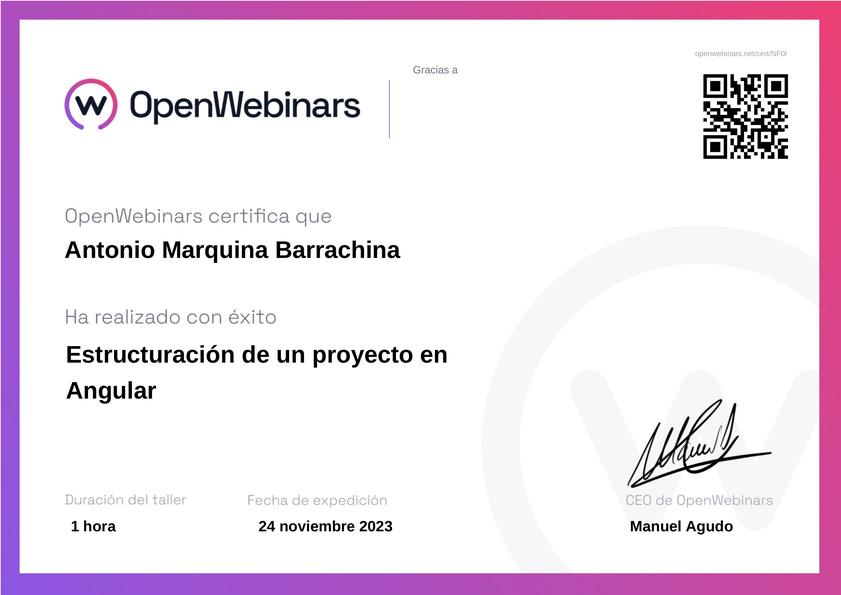 openwebinars.net/cert/NF0l
Gracias a
OpenWebinars
OpenWebinars certifica que
Antonio Marquina Barrachina
Ha realizado con éxito
Estructuración de un proyecto en
Angular
Duración del taller
Fecha de expedición
CEO de OpenWebinars
1 hora
24 noviembre 2023
Manuel Agudo